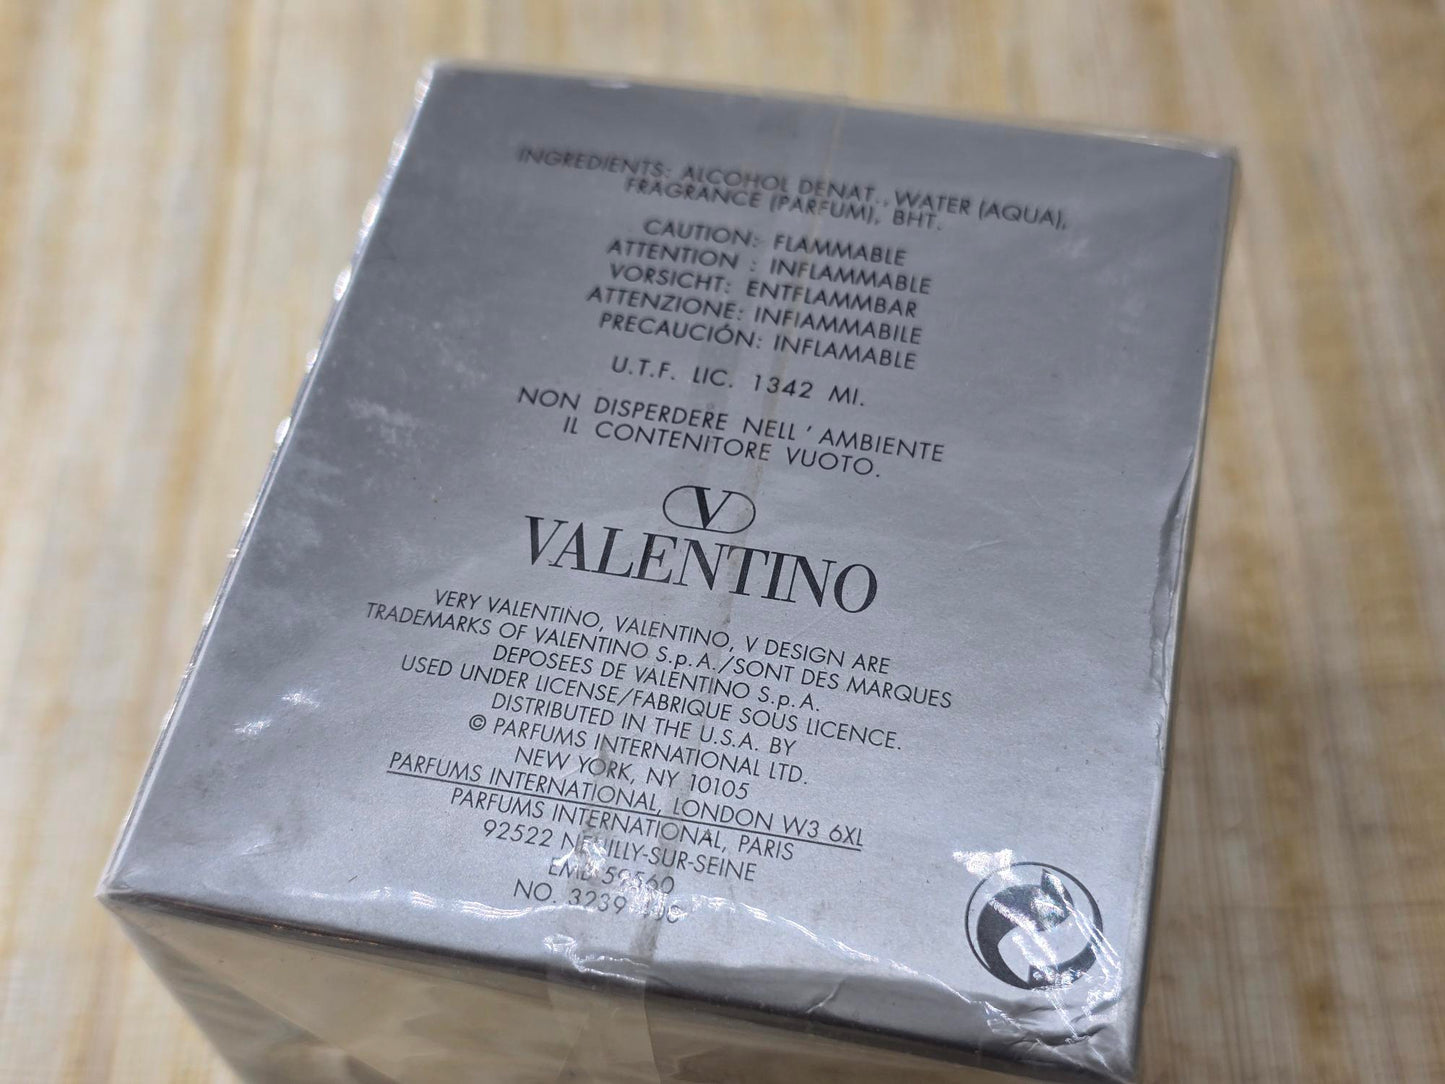 INGREDIENTS: ALCOHOL DENAT., WATER (AQUA),
FRAGRANCE (PARFUM), BHT.
CAUTION: FLAMMABLE
ATTENTION : INFLAMMABLE
VORSICHT: ENTFLAMMBAR
ATTENZIONE: INFIAMMABILE
PRECAUCIÓN: INFLAMABLE
U.T.F. LIC. 1342 MI.
NON DISPERDERE NELL'AMBIENTE
IL CONTENITORE VUOTO.
V
VALENTINO
VERY VALENTINO, VALENTINO, V DESIGN ARE
TRADEMARKS OF VALENTINO S.p.A./SONT DES MARQUES
DEPOSEES DE VALENTINO S.p.A.
USED UNDER LICENSE/FABRIQUE SOUS LICENCE.
DISTRIBUTED IN THE U.S.A. BY
© PARFUMS INTERNATIONAL LTD.
NEW YORK, NY 10105
PARFUMS INTERNATIONAL, LONDON W3 6XL
PARFUMS INTERNATIONAL, PARIS
92522 NEUILLY-SUR-SEINE
EMB 59560
NO.